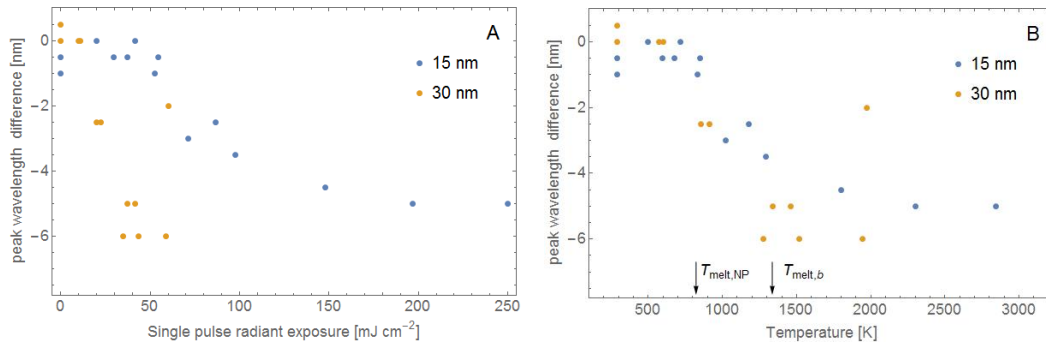 A
15 nm
30 nm
0
−2
−4
−6
peak wavelength difference [nm]
0
50
100
150
200
250
Single pulse radiant exposure [mJ cm⁻²]
B
15 nm
30 nm
0
−2
−4
−6
peak wavelength difference [nm]
T melt,NP
T melt,b
500
1000
1500
2000
2500
3000
Temperature [K]